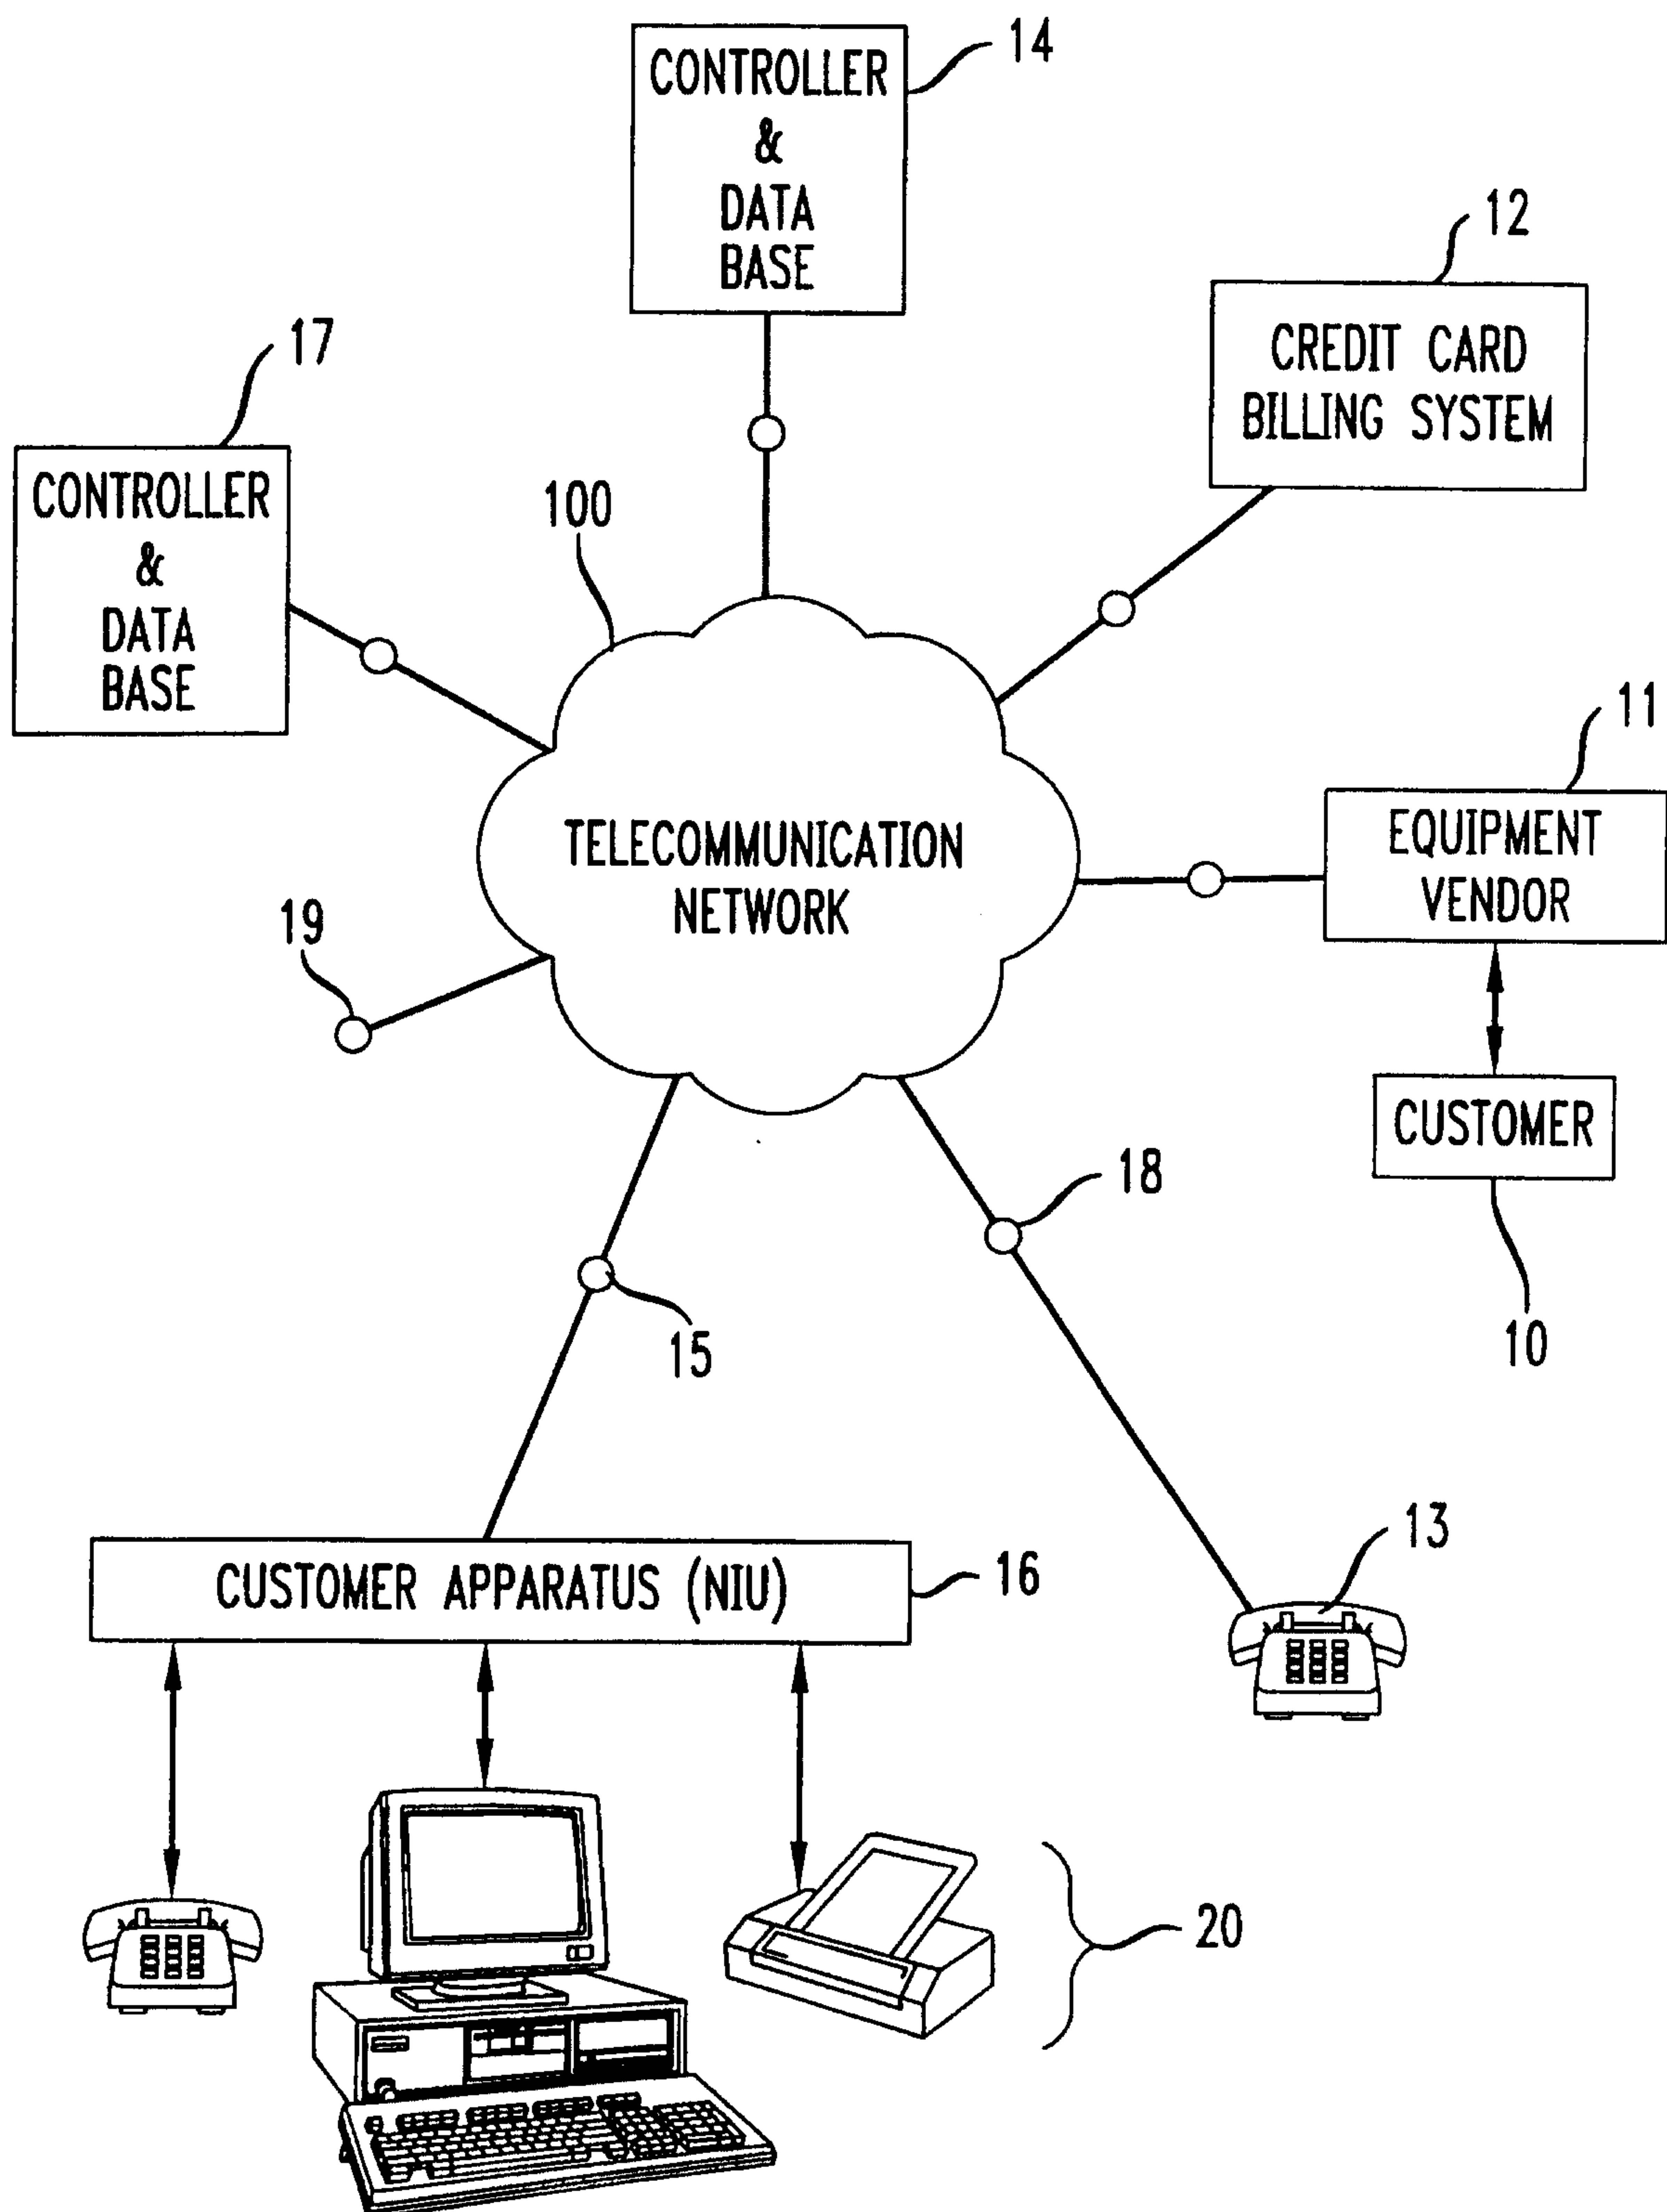 14
CONTROLLER
&
DATA
BASE
12
CREDIT CARD
BILLING SYSTEM
17
CONTROLLER
&
DATA
BASE
100
11
EQUIPMENT
VENDOR
TELECOMMUNICATION
NETWORK
19
CUSTOMER
18
10
15
13
CUSTOMER APPARATUS (NIU)
16
20